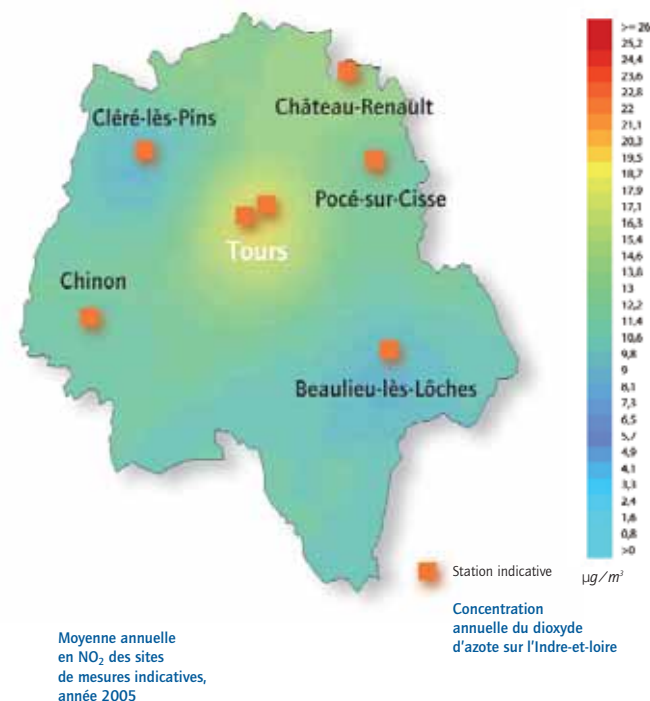 Cléré-lès-Pins
Château-Renault
Pocé-sur-Cisse
Tours
Chinon
Beaulieu-lès-Lôches
>= 26
25,2
24,4
23,6
22,8
22
21,1
20,3
19,5
18,7
17,9
17,1
16,3
15,4
14,6
13,8
13
12,2
11,4
10,6
9,8
9
8,1
7,3
6,5
5,7
4,9
4,1
3,3
2,4
1,6
0,8
>0
µg/m³
Station indicative
Concentration
annuelle du dioxyde
d'azote sur l'Indre-et-loire
Moyenne annuelle
en NO₂ des sites
de mesures indicatives,
année 2005